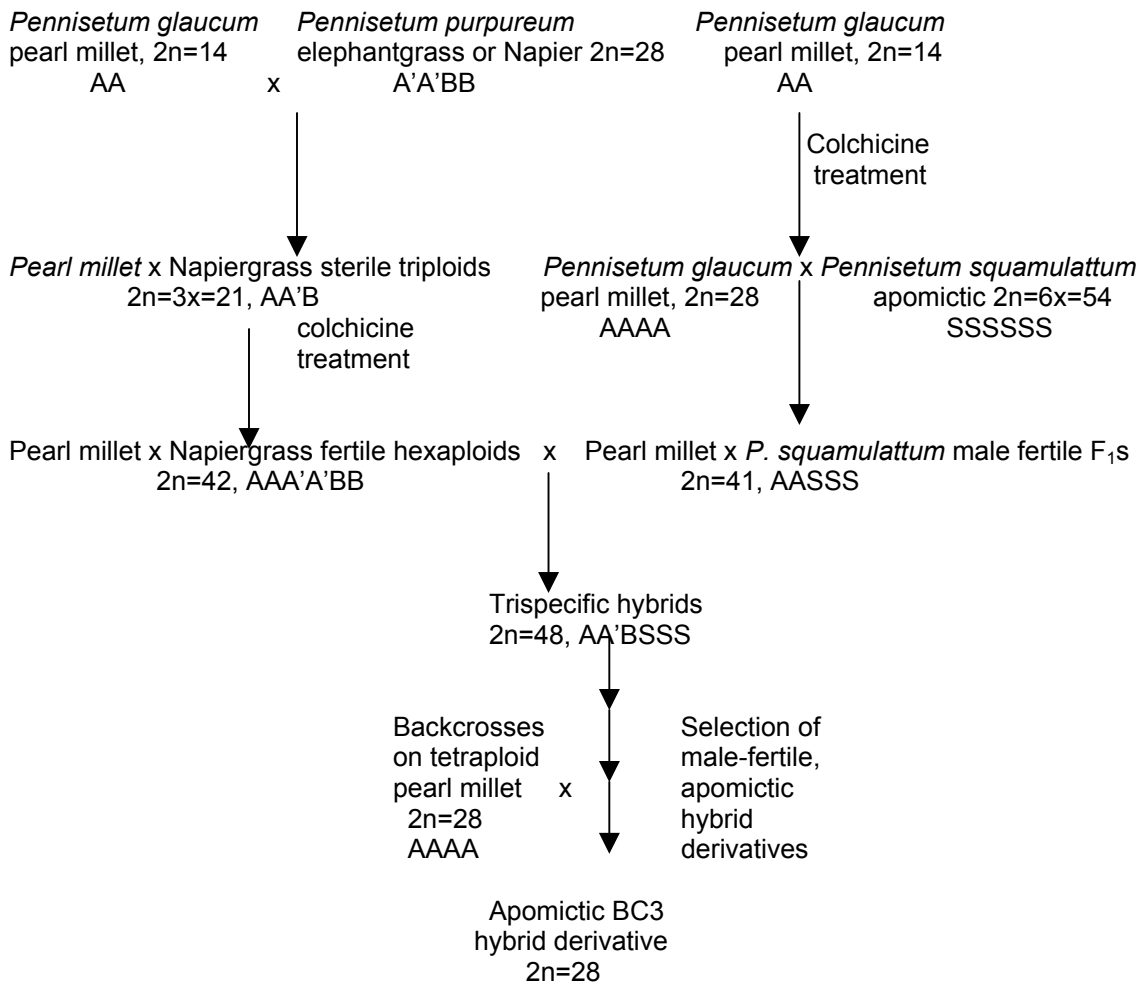 Pennisetum glaucum
pearl millet, 2n=14
AA
x
Pennisetum purpureum
elephantgrass or Napier 2n=28
A'A'BB
Pennisetum glaucum
pearl millet, 2n=14
AA
Colchicine
treatment
Pearl millet x Napiergrass sterile triploids
2n=3x=21, AA'B
colchicine
treatment
Pennisetum glaucum x Pennisetum squamulattum
pearl millet, 2n=28
AAAA
apomictic 2n=6x=54
SSSSSS
Pearl millet x Napiergrass fertile hexaploids x Pearl millet x P. squamulattum male fertile F₁s
2n=42, AAA'A'BB
2n=41, AASSS
Trispecific hybrids
2n=48, AA'BSSS
Backcrosses
on tetraploid
pearl millet x
2n=28
AAAA
Selection of
male-fertile,
apomictic
hybrid
derivatives
Apomictic BC3
hybrid derivative
2n=28